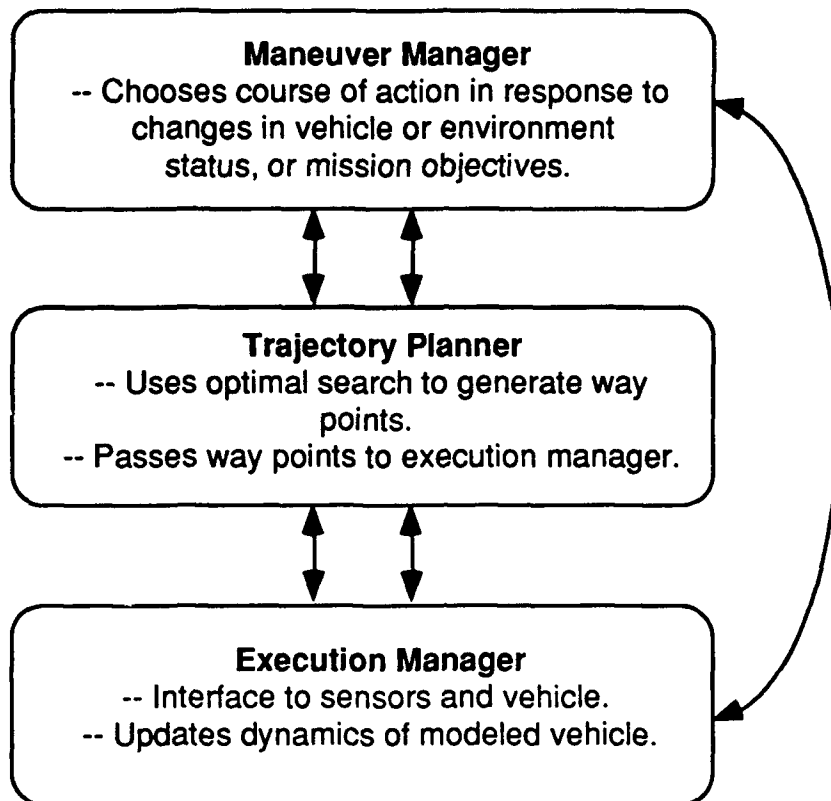 Maneuver Manager
-- Chooses course of action in response to
changes in vehicle or environment
status, or mission objectives.
Trajectory Planner
-- Uses optimal search to generate way
points.
-- Passes way points to execution manager.
Execution Manager
-- Interface to sensors and vehicle.
-- Updates dynamics of modeled vehicle.